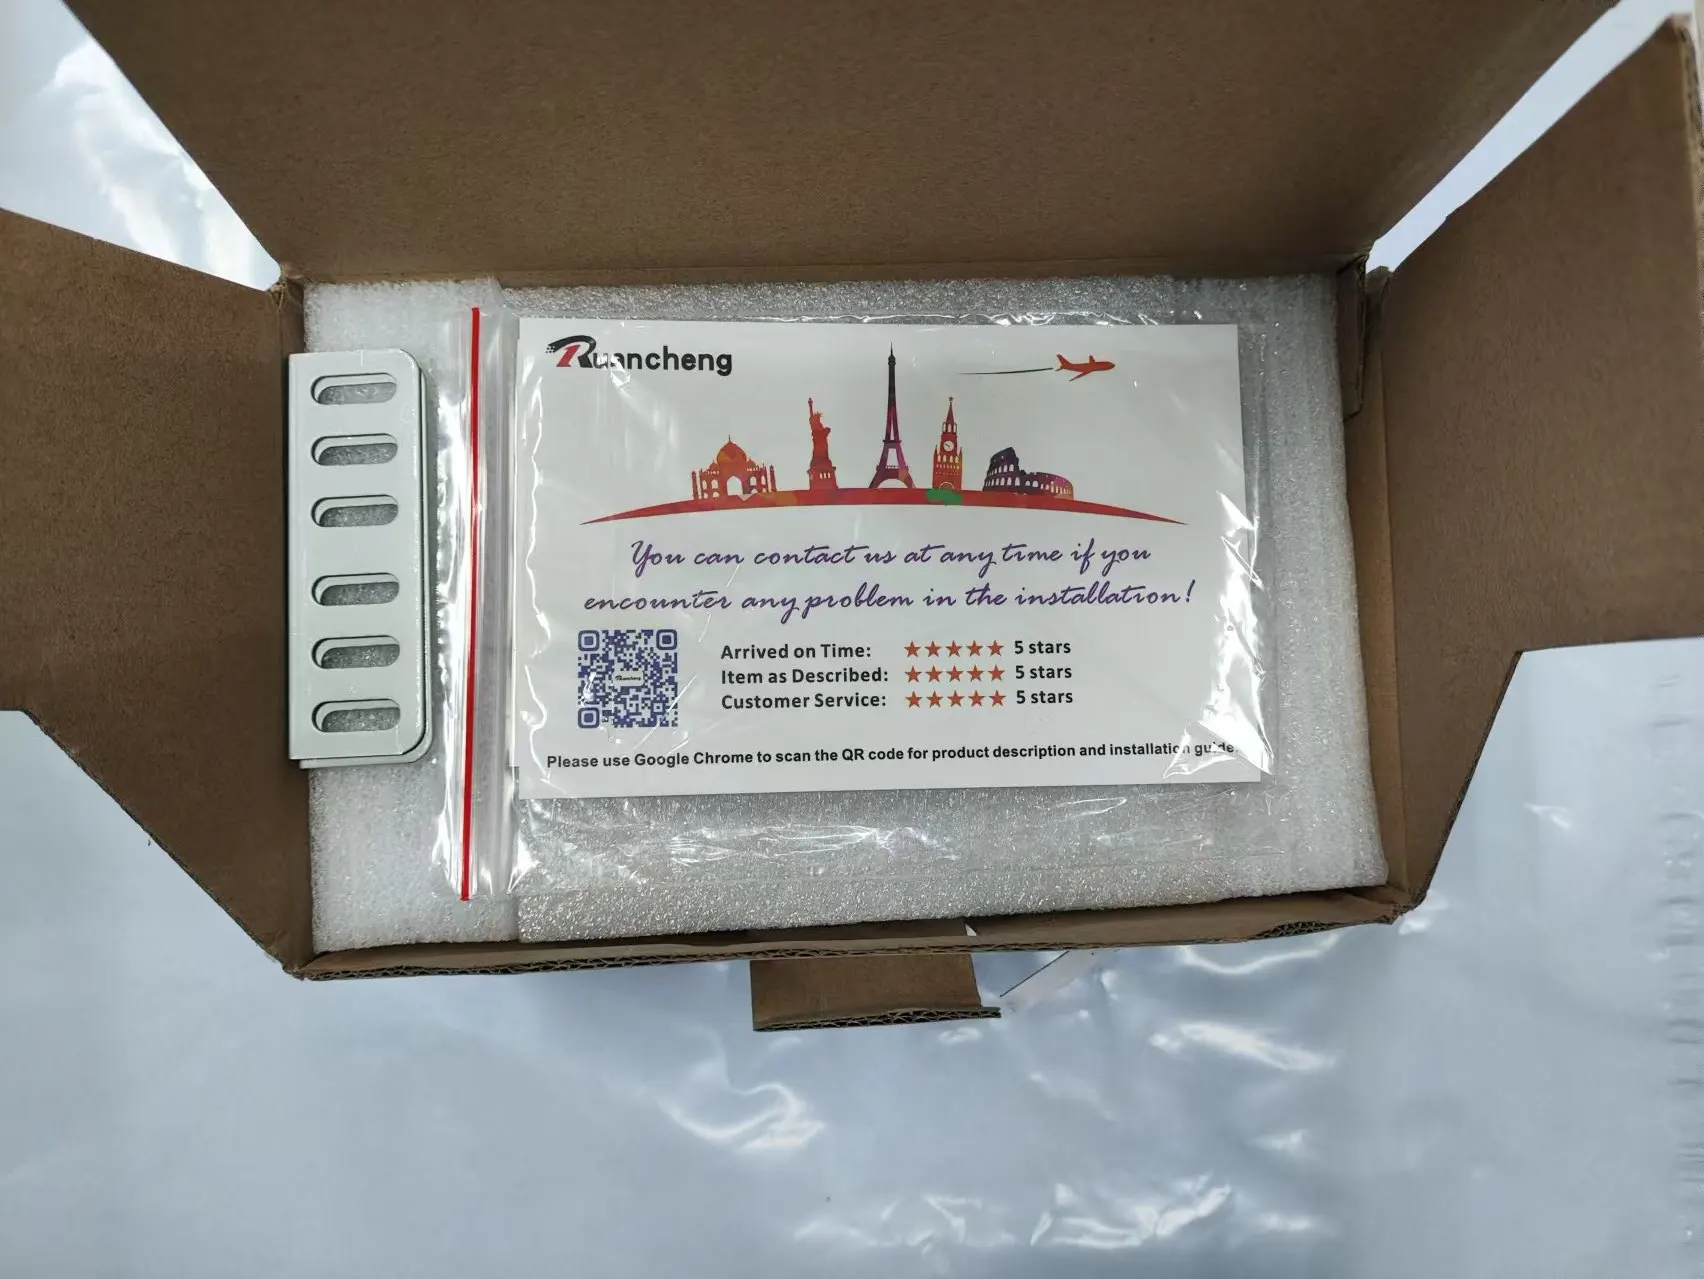 Ruancheng
You can contact us at any time if you
encounter any problem in the installation!
Ruancheng
Arrived on Time: ★★★★★ 5 stars
Item as Described: ★★★★★ 5 stars
Customer Service: ★★★★★ 5 stars
Please use Google Chrome to scan the QR code for product description and installation guide.